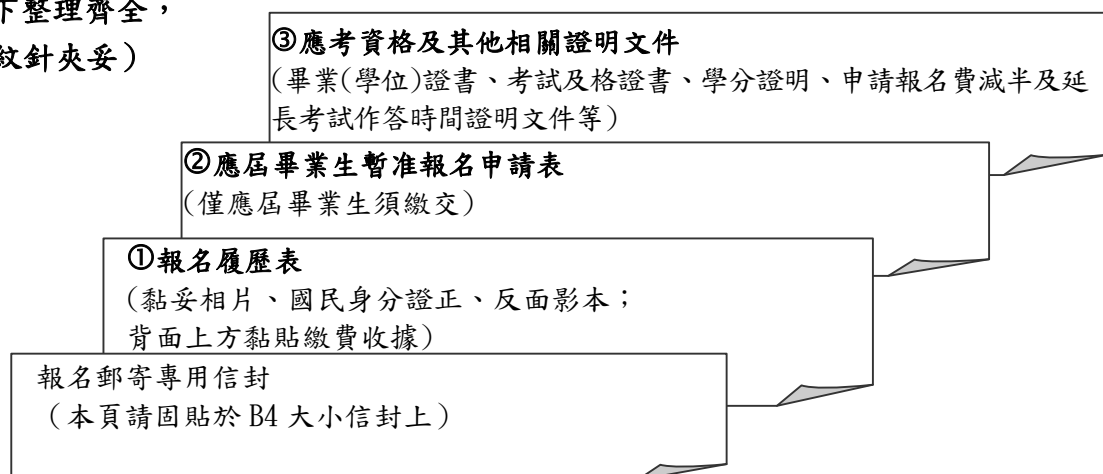 下整理齊全，
紋針夾妥）
③應考資格及其他相關證明文件
(畢業(學位)證書、考試及格證書、學分證明、申請報名費減半及延
長考試作答時間證明文件等）
②應屆畢業生暫准報名申請表
(僅應屆畢業生須繳交）
①報名履歷表
(黏妥相片、國民身分證正、反面影本；
背面上方黏貼繳費收據）
報名郵寄專用信封
（本頁請固貼於 B4 大小信封上）